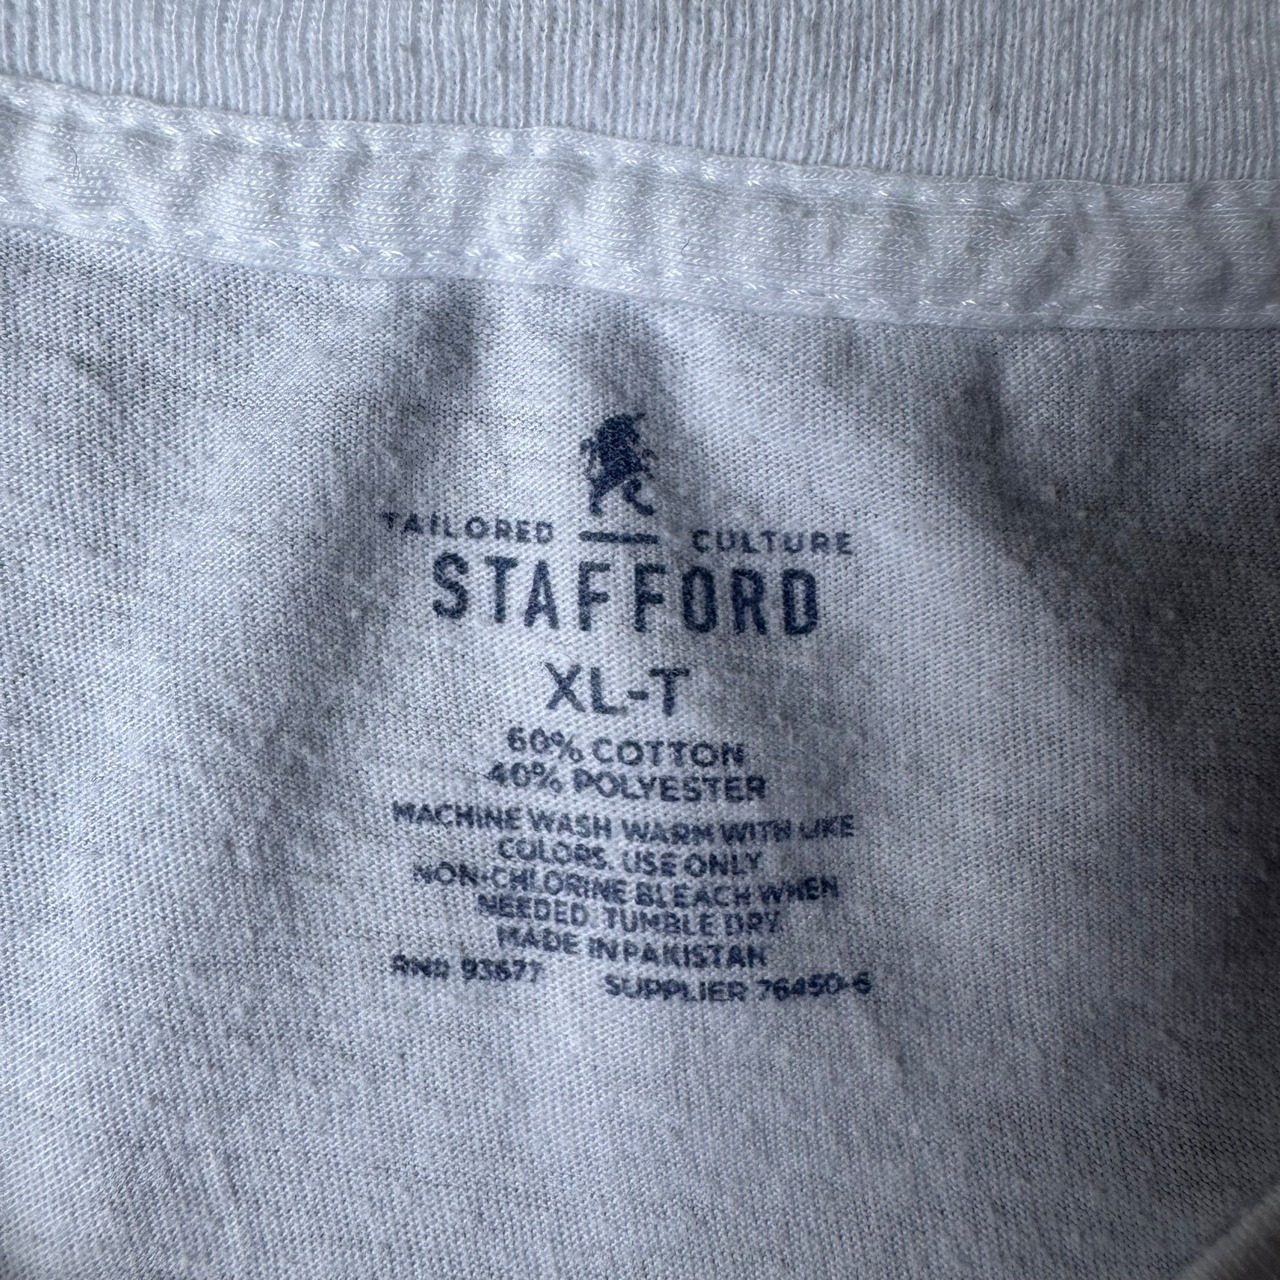 TAILORED CULTURE
STAFFORD
XL-T
60% COTTON
40% POLYESTER
MACHINE WASH WARM WITH LIKE
COLORS. USE ONLY
NON-CHLORINE BLEACH WHEN
NEEDED. TUMBLE DRY.
MADE IN PAKISTAN
RN# 93677 SUPPLIER 76450-6